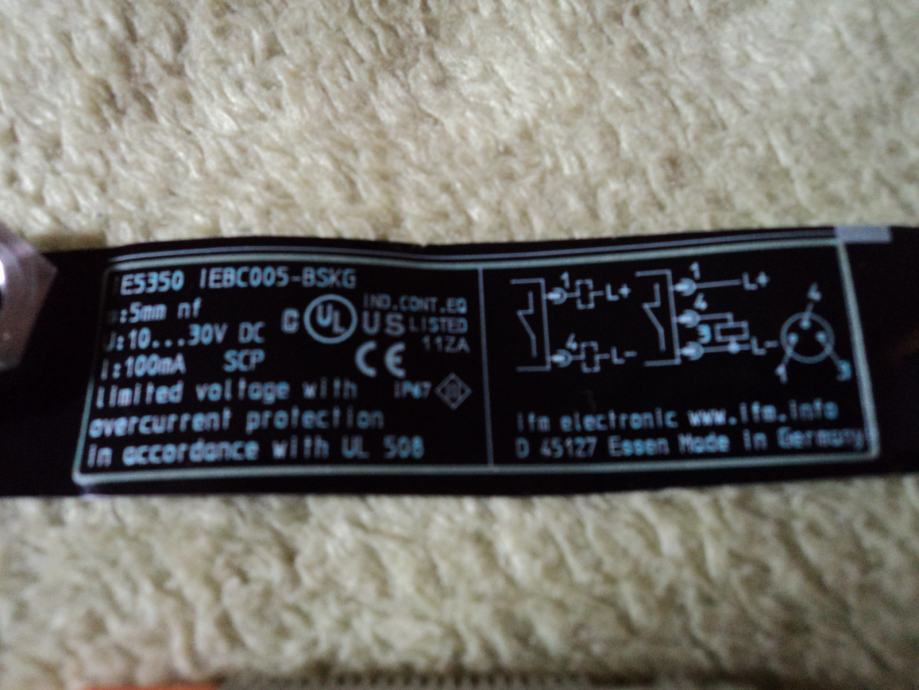 IE5350 IEBC005-BSKG
:5mm nf
U:10...30V DC
I:100mA SCP
limited voltage with
overcurrent protection
in accordance with UL 508
C UL US
IND.CONT.EQ
LISTED
11ZA
CE
IP67
1 L+
4 L-
1 L+
4
3 L-
4
1 3
ifm electronic www.ifm.info
D 45127 Essen Made in Germany